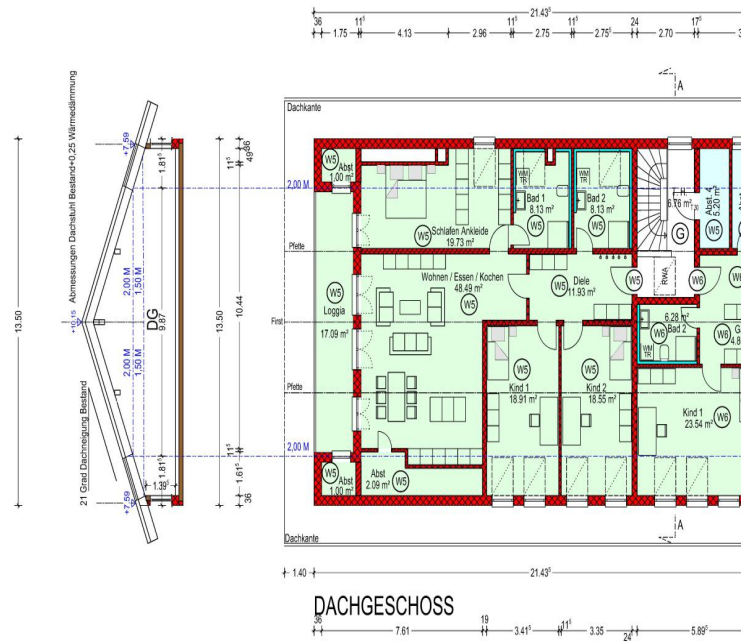 21.43⁵
36 1.75 11⁵ 4.13 2.96 11⁵ 2.75 11⁵ 2.75⁵ 24 2.70 17⁵
A
Dachkante
Abmessungen Dachstuhl Bestand+0,25 Wärmedämmung
21 Grad Dachneigung Bestand
+7.59
+10.15
+7.59
2,00 M
1,50 M
2,00 M
1,50 M
DG
9.87
1.81⁵
1.81⁵
1.39⁵
13.50
13.50
49³⁶
11⁵
10.44
11⁵
1.61⁵
36
2,00 M
Pfette
First
Pfette
2,00 M
W5
Abst
1.00 m²
Schlafen Ankleide
W5
19.73 m²
WM
TR
Bad 1
8.13 m²
W5
WM
TR
Bad 2
8.13 m²
W5
T.H.
6.76 m²
G
Abst. 4
5.20 m²
W5
W5
Loggia
17.09 m²
Wohnen / Essen / Kochen
48.49 m²
W5
Diele
W5
11.93 m²
W5
RWA
W6
6.28 m²
W6
Bad 2
WM
TR
W6
Kind 1
18.91 m²
W5
Kind 2
18.55 m²
W5
Kind 1
W6
23.54 m²
W5
Abst
1.00 m²
Abst
2.09 m²
W5
Dachkante
A
1.40 21.43⁵
DACHGESCHOSS
36 7.61 19 3.41⁵ 11⁵ 3.35 24 5.89⁵